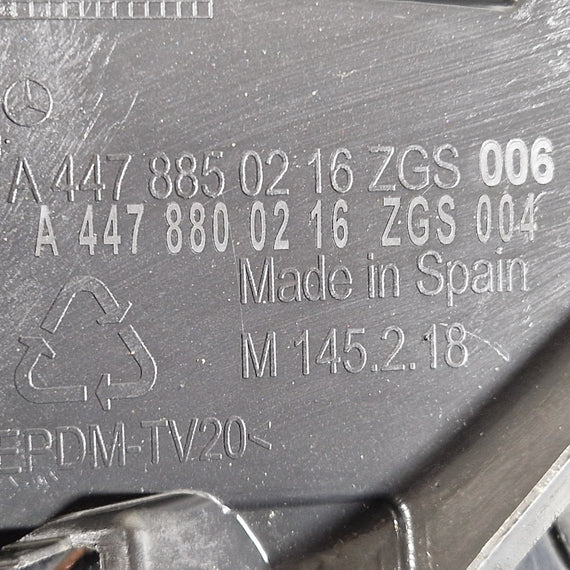 A 447 885 02 16 ZGS 006
A 447 880 02 16 ZGS 004
Made in Spain
M 145.2.18
EPDM-TV20<